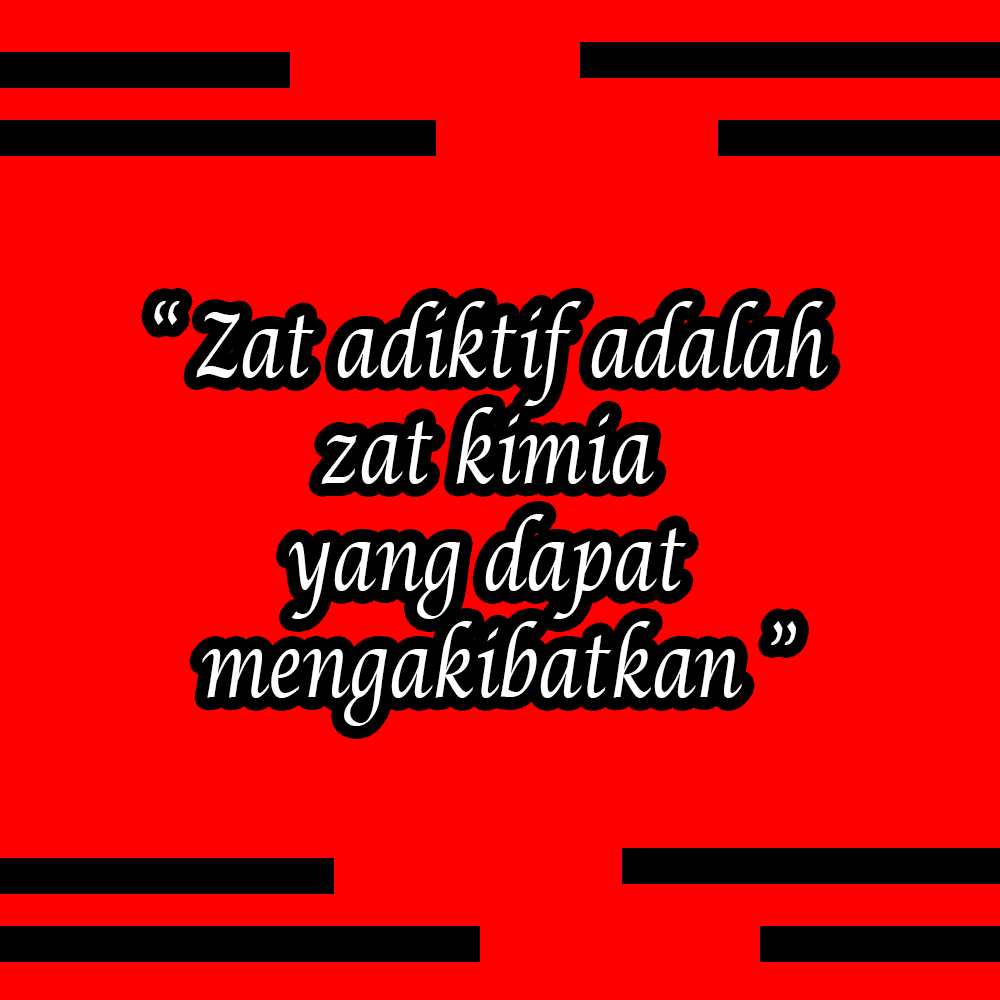 “ Zat adiktif adalah
zat kimia
yang dapat
mengakibatkan ”